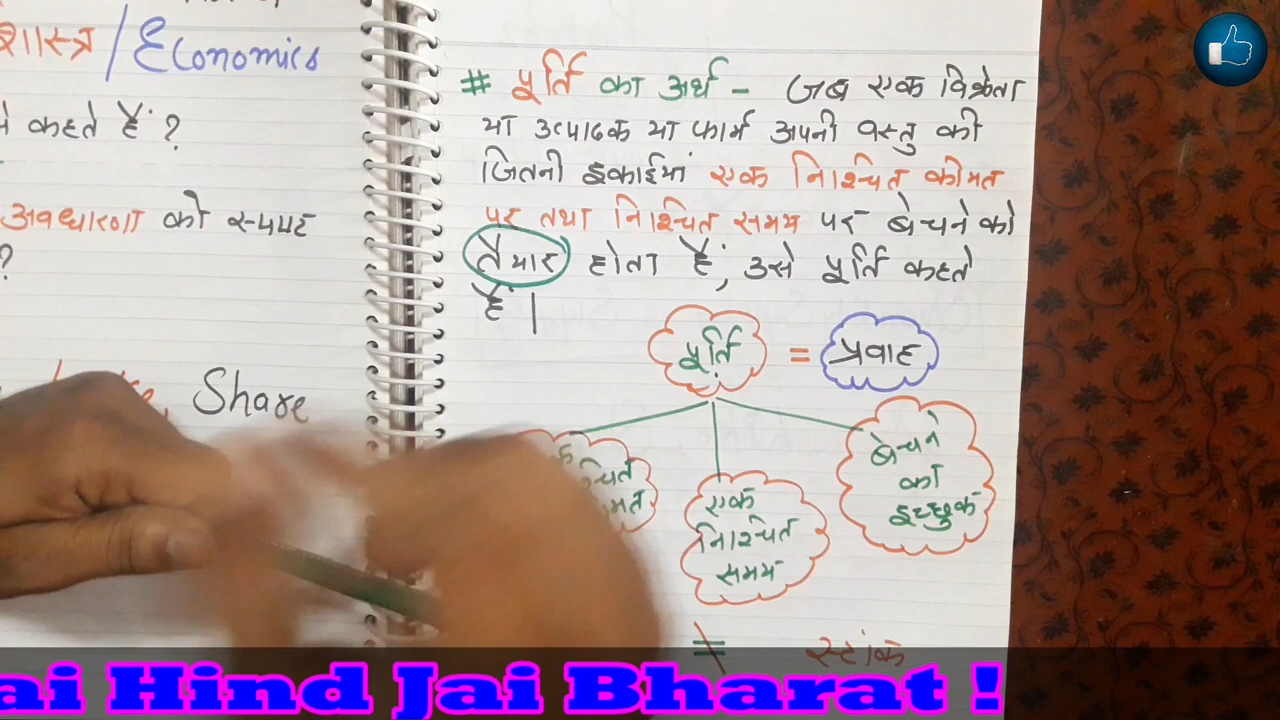 शास्त्र / Economics
कहते हैं ?
अवधारणा को स्पष्ट
?
Share
# पूर्ति का अर्थ - जब एक विक्रेता
या उत्पादक या फार्म अपनी वस्तु की
जितनी इकाईयां एक निश्चित कीमत
पर तथा निश्चित समय पर बेचने को
तैयार होता हैं, उसे पूर्ति कहते
हैं |
पूर्ति = प्रवाह
एक
निश्चित
समय
बेचने
का
इच्छुक
≠ स्टांक
ai Hind Jai Bharat !